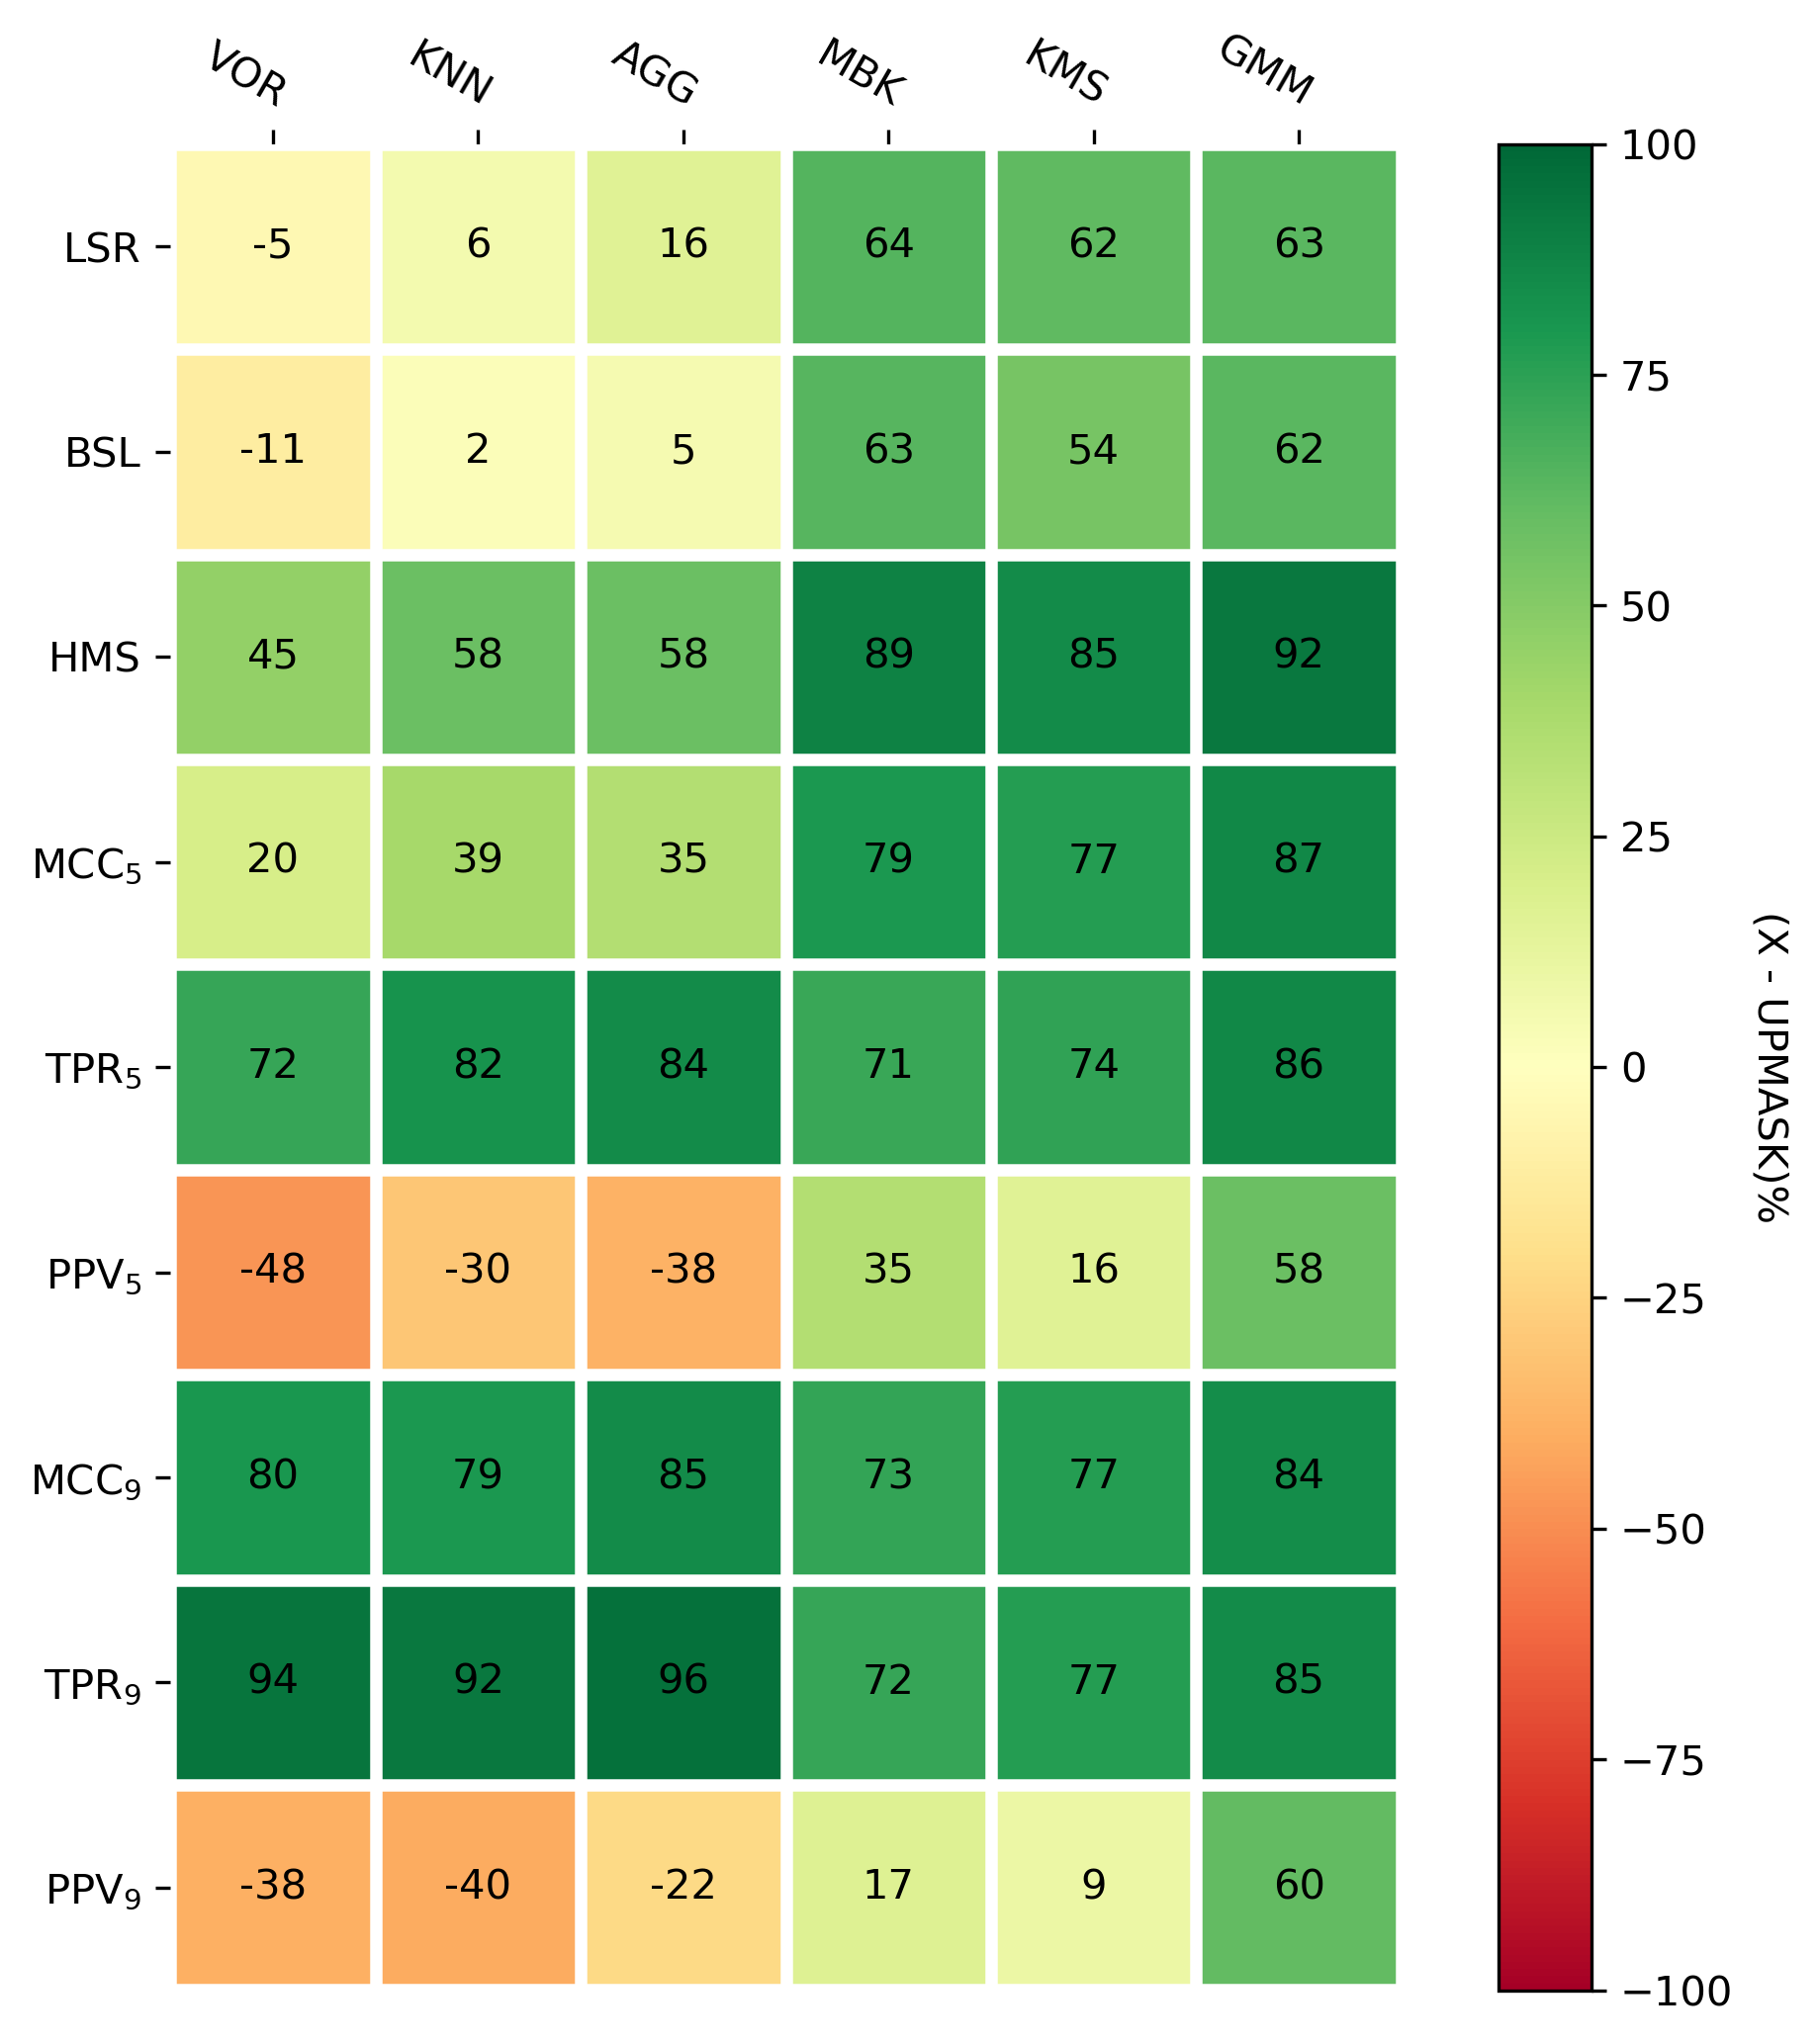 VOR KNN AGG MBK KMS GMM
LSR -5 6 16 64 62 63
BSL -11 2 5 63 54 62
HMS 45 58 58 89 85 92
MCC₅ 20 39 35 79 77 87
TPR₅ 72 82 84 71 74 86
PPV₅ -48 -30 -38 35 16 58
MCC₉ 80 79 85 73 77 84
TPR₉ 94 92 96 72 77 85
PPV₉ -38 -40 -22 17 9 60
100
75
50
25
0
−25
−50
−75
−100
(X - UPMASK)%